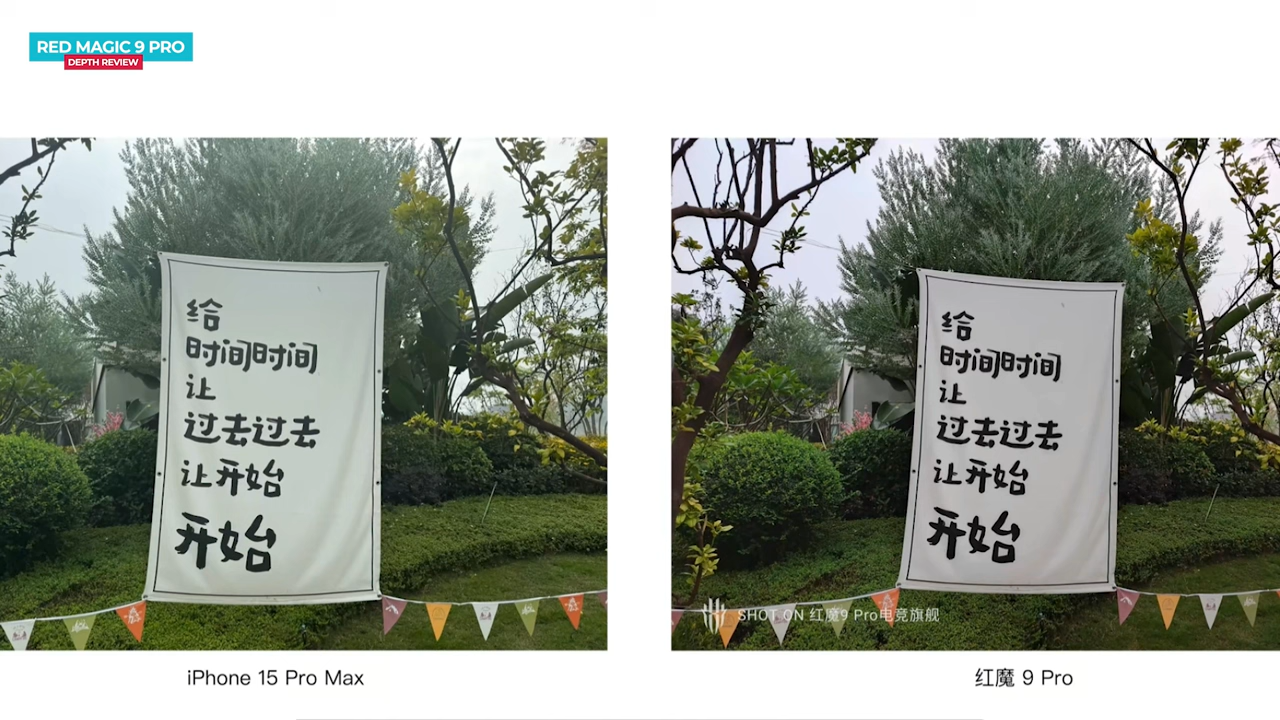 RED MAGIC 9 PRO
DEPTH REVIEW
给
时间时间
让
过去过去
让开始
开始
给
时间时间
让
过去过去
让开始
开始
SHOT ON 红魔9 Pro电竞旗舰
iPhone 15 Pro Max
红魔 9 Pro